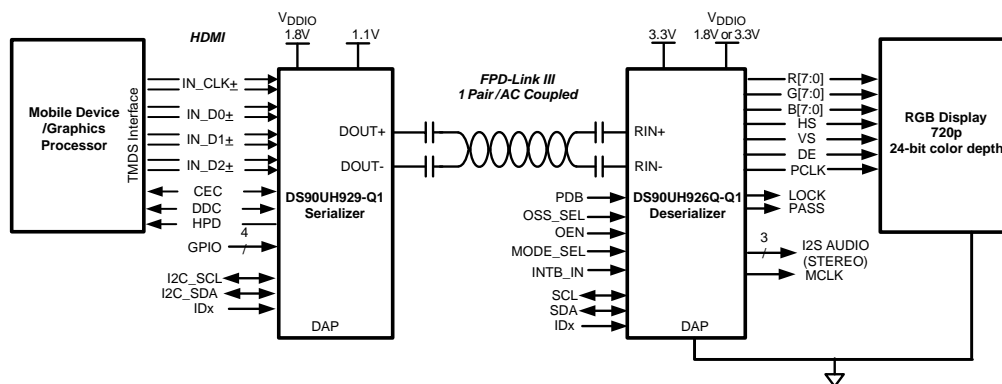 HDMI
VDDIO
1.8V
1.1V
3.3V
VDDIO
1.8V or 3.3V
Mobile Device
/Graphics
Processor
TMDS Interface
IN_CLK±
IN_D0±
IN_D1±
IN_D2±
CEC
DDC
HPD
GPIO
4
/
I2C_SCL
I2C_SDA
IDx
DOUT+
DOUT-
DS90UH929-Q1
Serializer
DAP
FPD-Link III
1 Pair /AC Coupled
RIN+
RIN-
DS90UH926Q-Q1
Deserializer
DAP
PDB
OSS_SEL
OEN
MODE_SEL
INTB_IN
SCL
SDA
IDx
R[7:0]
G[7:0]
B[7:0]
HS
VS
DE
PCLK
LOCK
PASS
3
/
I2S AUDIO
(STEREO)
MCLK
RGB Display
720p
24-bit color depth